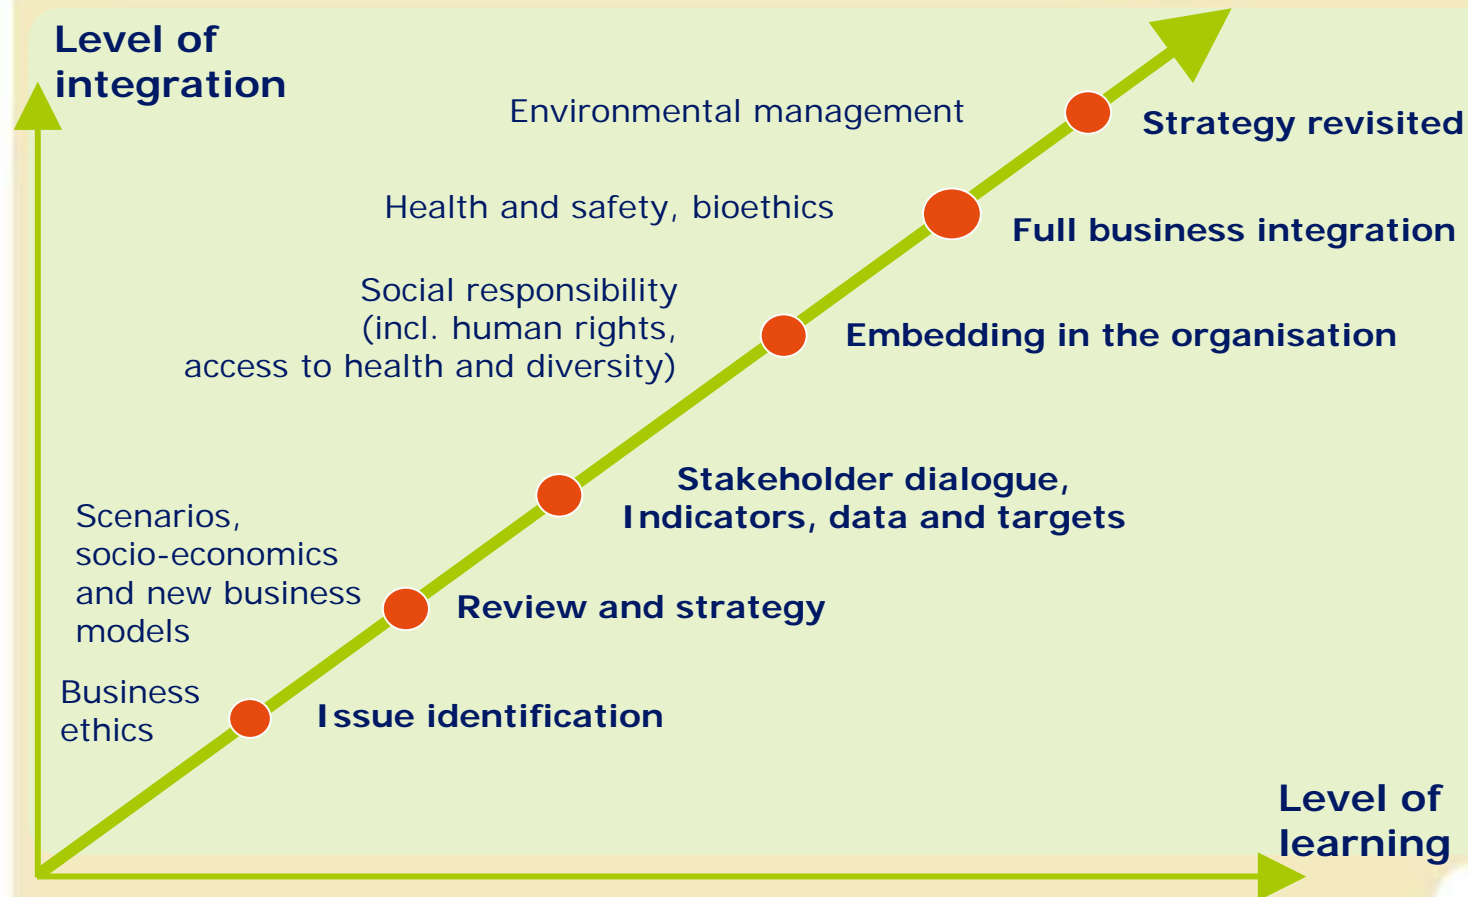 Level of
integration
Environmental management
Strategy revisited
Health and safety, bioethics
Full business integration
Social responsibility
(incl. human rights,
access to health and diversity)
Embedding in the organisation
Stakeholder dialogue,
Indicators, data and targets
Scenarios,
socio-economics
and new business
models
Review and strategy
Business
ethics
Issue identification
Level of
learning